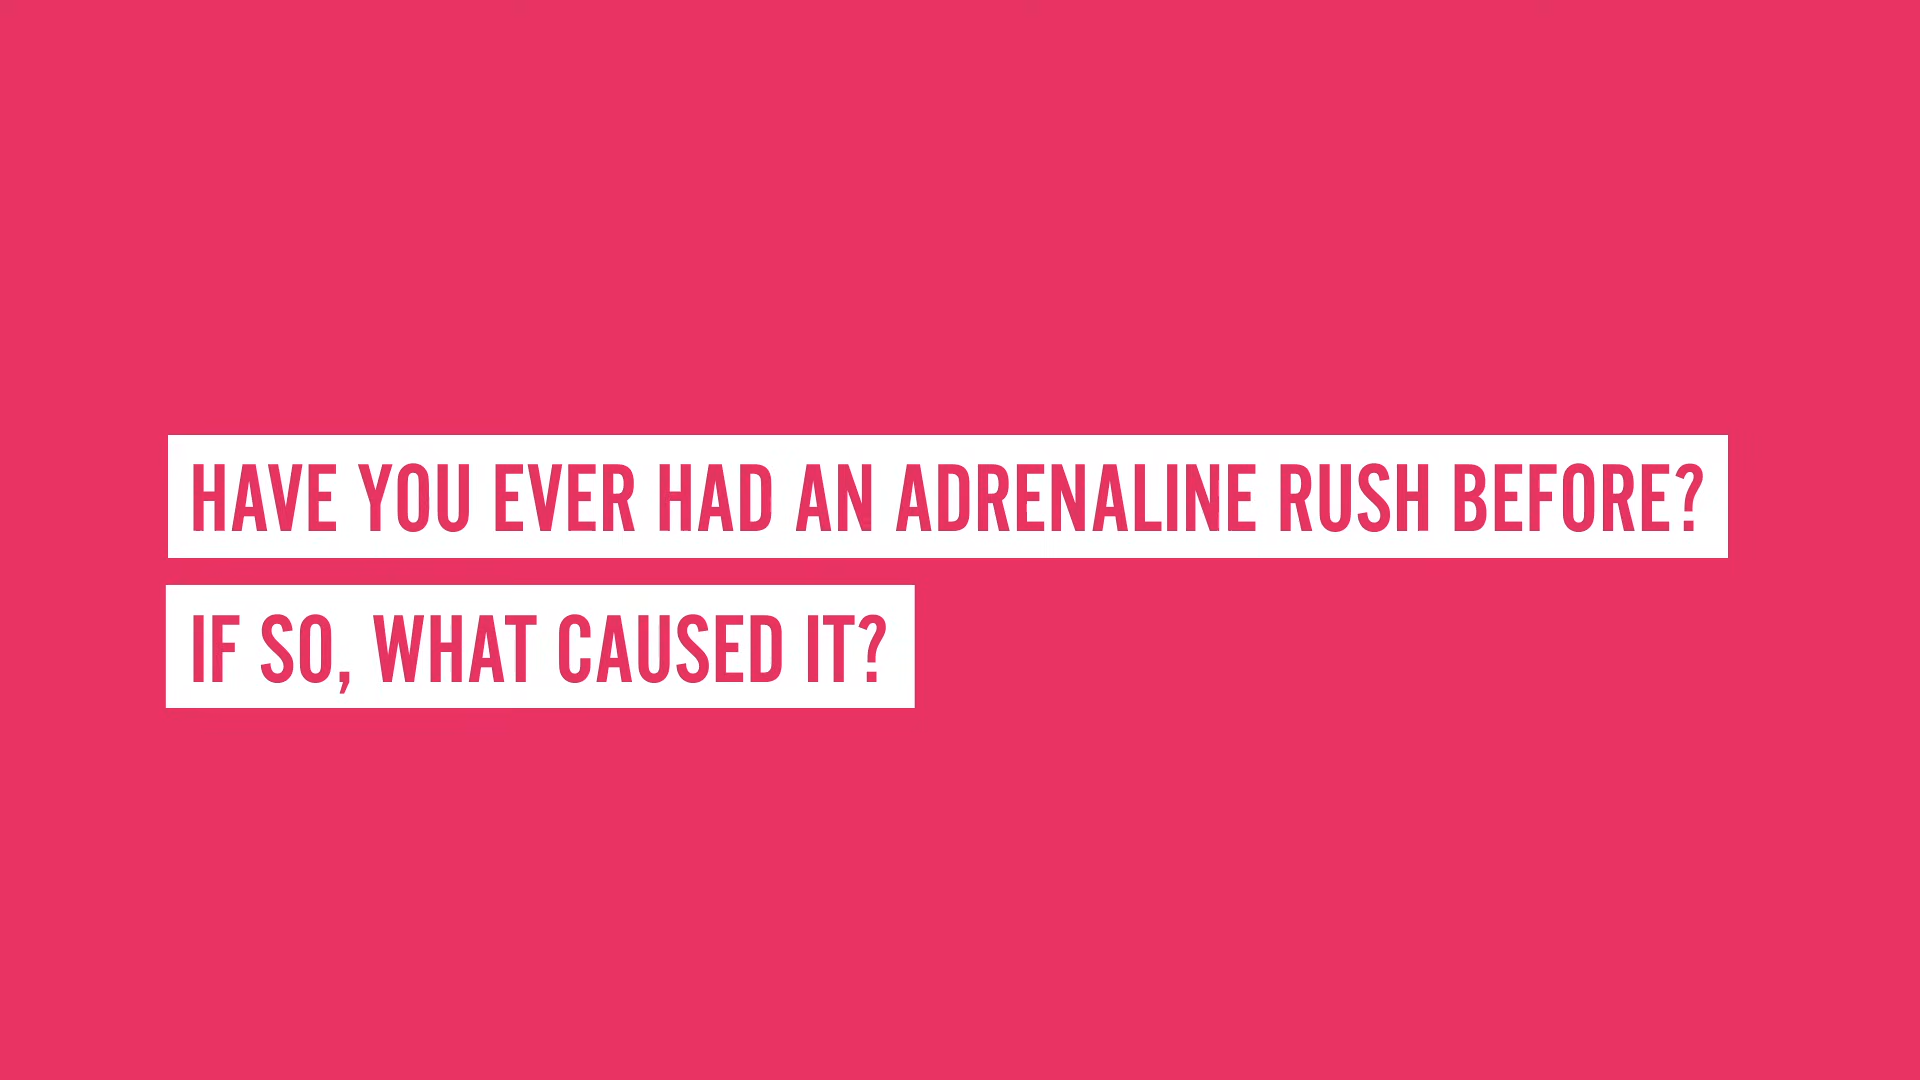 HAVE YOU EVER HAD AN ADRENALINE RUSH BEFORE?
IF SO, WHAT CAUSED IT?